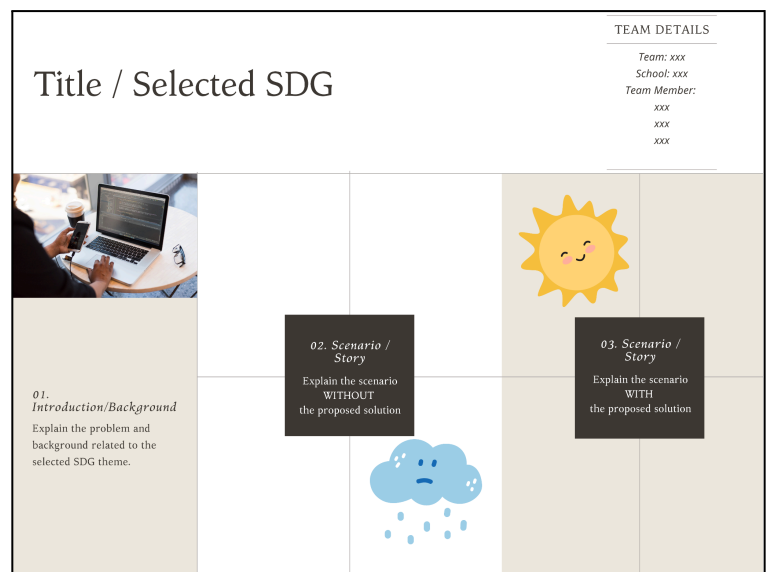 TEAM DETAILS
Title / Selected SDG
Team: xxx
School: xxx
Team Member:
xxx
xxx
xxx
01.
Introduction/Background
Explain the problem and
background related to the
selected SDG theme.
02. Scenario /
Story
Explain the scenario
WITHOUT
the proposed solution
03. Scenario /
Story
Explain the scenario
WITH
the proposed solution